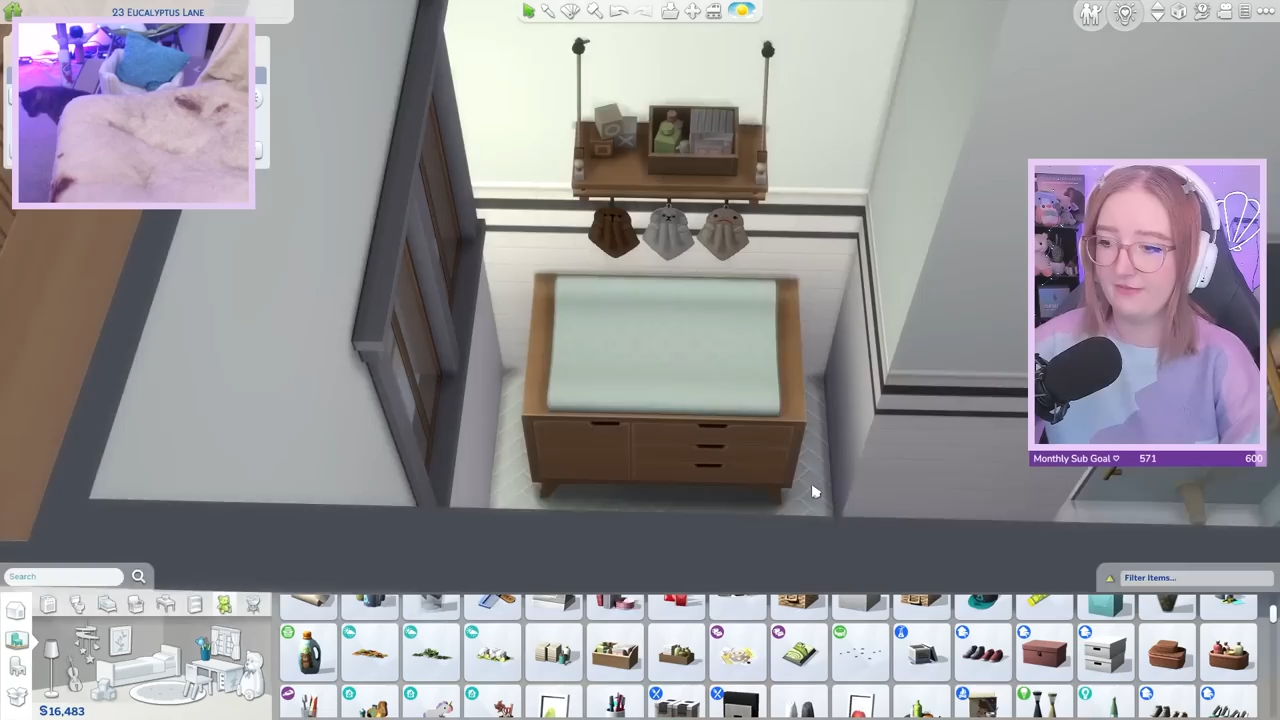 23 EUCALYPTUS LANE
Monthly Sub Goal ♡ 571 600
Search
Filter Items...
§16,483